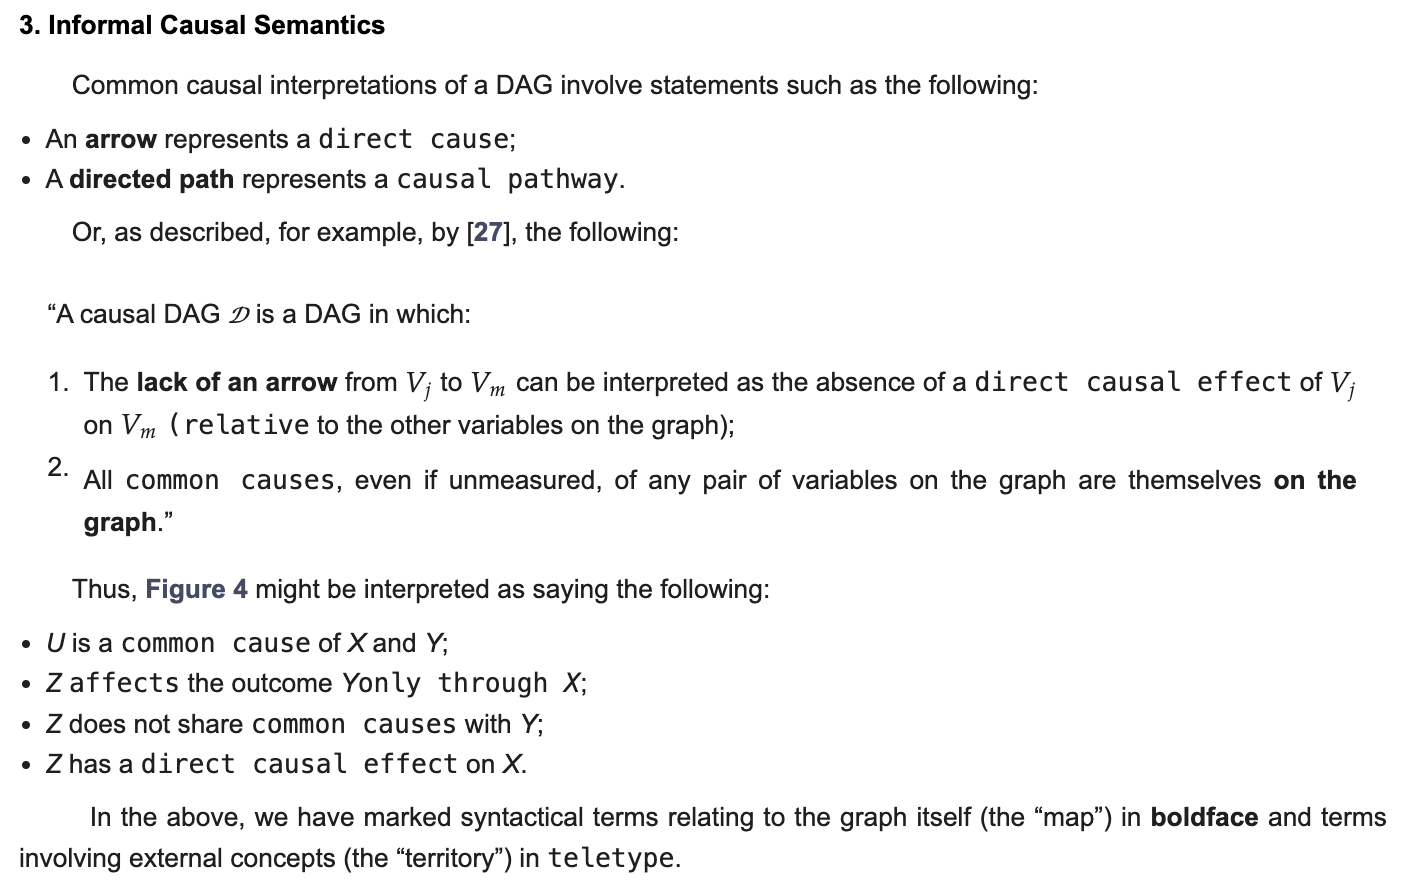 3. Informal Causal Semantics
Common causal interpretations of a DAG involve statements such as the following:
• An arrow represents a direct cause;
• A directed path represents a causal pathway.
Or, as described, for example, by [27], the following:
“A causal DAG 𝒟 is a DAG in which:
1. The lack of an arrow from Vj to Vm can be interpreted as the absence of a direct causal effect of Vj
on Vm (relative to the other variables on the graph);
2. All common causes, even if unmeasured, of any pair of variables on the graph are themselves on the
graph.”
Thus, Figure 4 might be interpreted as saying the following:
• U is a common cause of X and Y;
• Z affects the outcome Yonly through X;
• Z does not share common causes with Y;
• Z has a direct causal effect on X.
In the above, we have marked syntactical terms relating to the graph itself (the “map”) in boldface and terms
involving external concepts (the “territory”) in teletype.